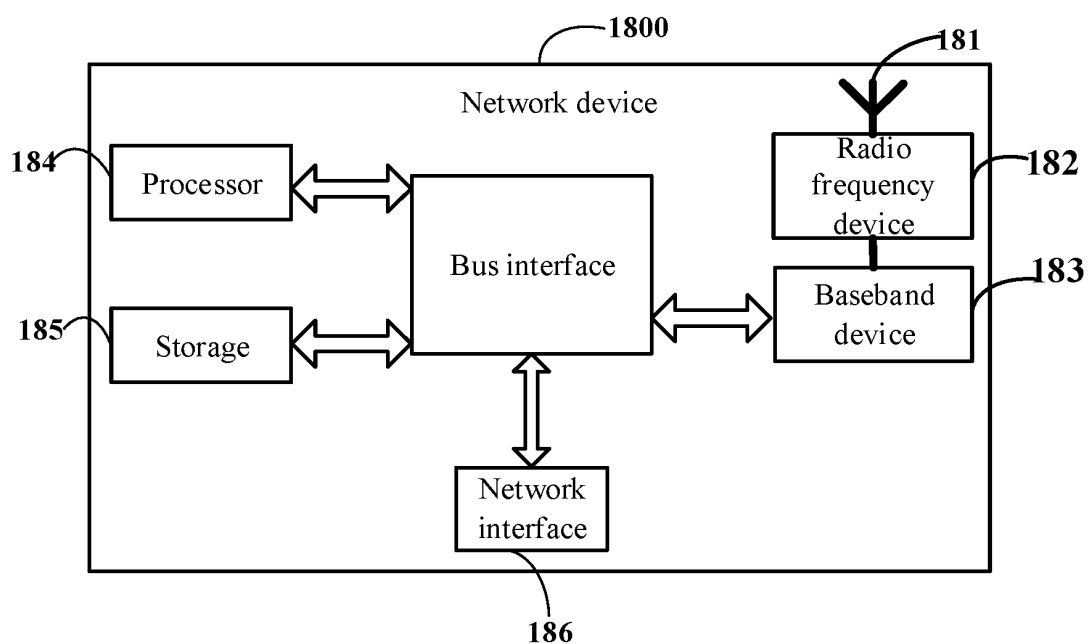 1800
181
Network device
184
Processor
Radio
frequency
device
182
Bus interface
Baseband
device
183
185
Storage
Network
interface
186